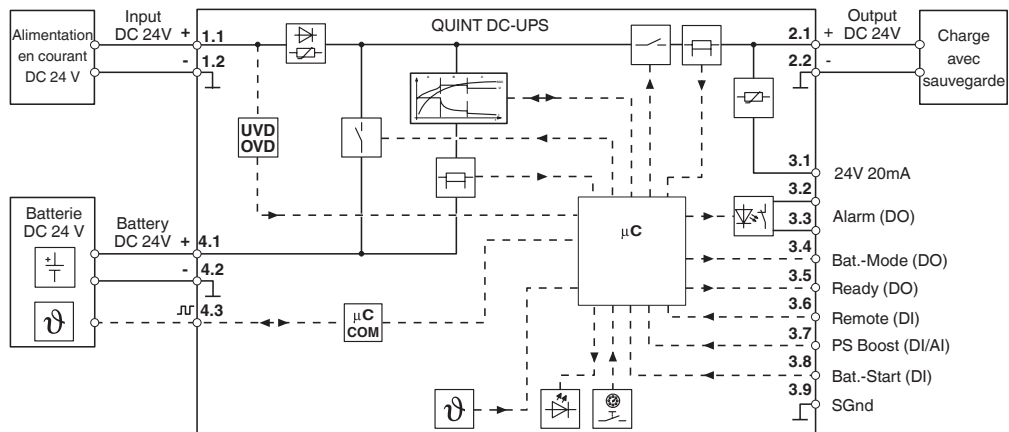 Alimentation
en courant
DC 24 V
Input
DC 24V
+
1.1
-
1.2
QUINT DC-UPS
2.1
+
Output
DC 24V
2.2
-
Charge
avec
sauvegarde
UVD
OVD
3.1
24V 20mA
3.2
3.3
Alarm (DO)
µC
3.4
Bat.-Mode (DO)
3.5
Ready (DO)
3.6
Remote (DI)
3.7
PS Boost (DI/AI)
3.8
Bat.-Start (DI)
3.9
SGnd
Batterie
DC 24 V
Battery
DC 24V
+
4.1
-
4.2
4.3
ϑ
µC
COM
ϑ